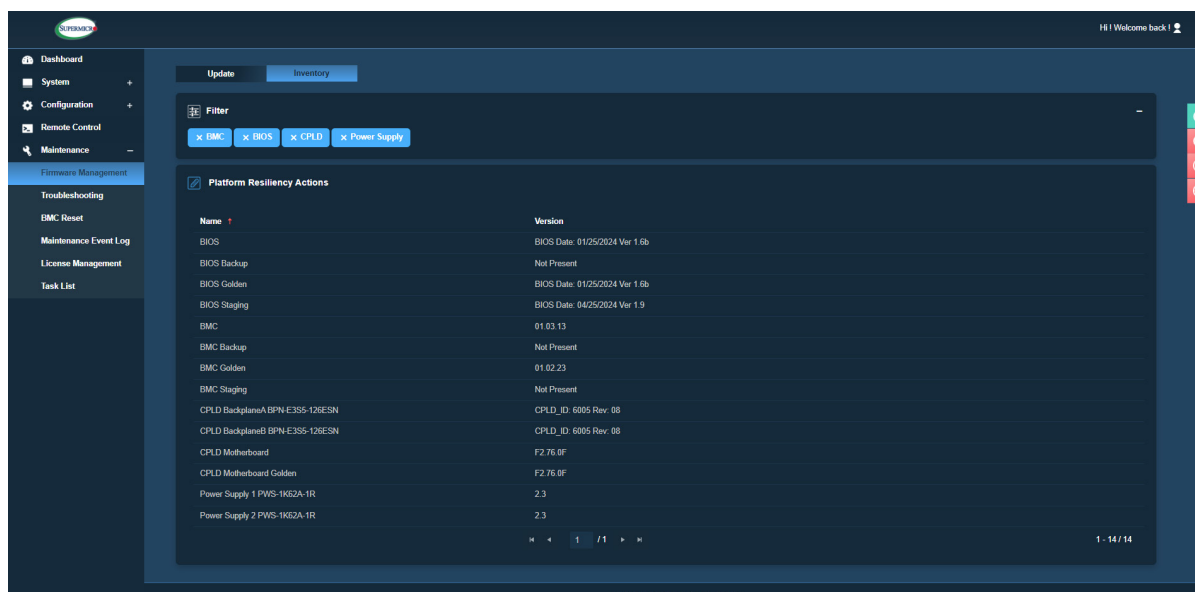 SUPERMICRO
Hi ! Welcome back !
Dashboard
System +
Configuration +
Remote Control
Maintenance –
Firmware Management
Troubleshooting
BMC Reset
Maintenance Event Log
License Management
Task List
Update Inventory
Filter –
× BMC × BIOS × CPLD × Power Supply
Platform Resiliency Actions
Name ↑ Version
BIOS BIOS Date: 01/25/2024 Ver 1.6b
BIOS Backup Not Present
BIOS Golden BIOS Date: 01/25/2024 Ver 1.6b
BIOS Staging BIOS Date: 04/25/2024 Ver 1.9
BMC 01.03.13
BMC Backup Not Present
BMC Golden 01.02.23
BMC Staging Not Present
CPLD BackplaneA BPN-E3S5-126ESN CPLD_ID: 6005 Rev: 08
CPLD BackplaneB BPN-E3S5-126ESN CPLD_ID: 6005 Rev: 08
CPLD Motherboard F2.76.0F
CPLD Motherboard Golden F2.76.0F
Power Supply 1 PWS-1K62A-1R 2.3
Power Supply 2 PWS-1K62A-1R 2.3
1 / 1 1 - 14 / 14